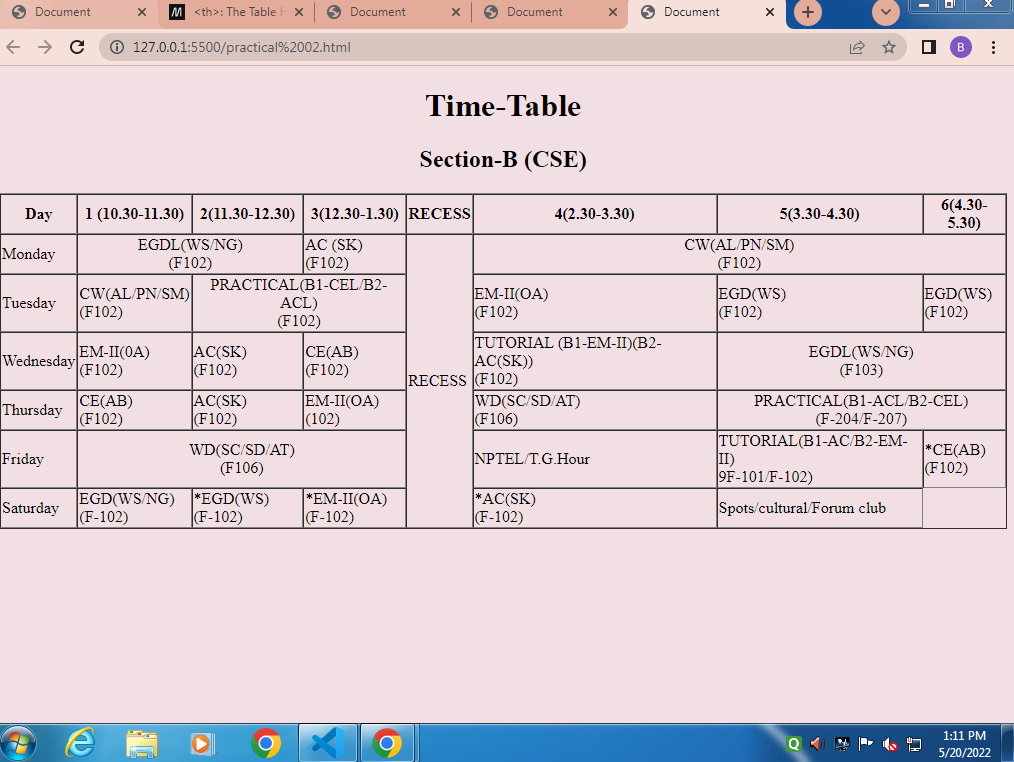 Document
<th>: The Table H
Document
Document
Document
127.0.0.1:5500/practical%2002.html
B
Time-Table
Section-B (CSE)
Day
1 (10.30-11.30)
2(11.30-12.30)
3(12.30-1.30)
RECESS
4(2.30-3.30)
5(3.30-4.30)
6(4.30-
5.30)
Monday
EGDL(WS/NG)
(F102)
AC (SK)
(F102)
RECESS
CW(AL/PN/SM)
(F102)
Tuesday
CW(AL/PN/SM)
(F102)
PRACTICAL(B1-CEL/B2-
ACL)
(F102)
EM-II(OA)
(F102)
EGD(WS)
(F102)
EGD(WS)
(F102)
Wednesday
EM-II(0A)
(F102)
AC(SK)
(F102)
CE(AB)
(F102)
TUTORIAL (B1-EM-II)(B2-
AC(SK))
(F102)
EGDL(WS/NG)
(F103)
Thursday
CE(AB)
(F102)
AC(SK)
(F102)
EM-II(OA)
(102)
WD(SC/SD/AT)
(F106)
PRACTICAL(B1-ACL/B2-CEL)
(F-204/F-207)
Friday
WD(SC/SD/AT)
(F106)
NPTEL/T.G.Hour
TUTORIAL(B1-AC/B2-EM-
II)
9F-101/F-102)
*CE(AB)
(F102)
Saturday
EGD(WS/NG)
(F-102)
*EGD(WS)
(F-102)
*EM-II(OA)
(F-102)
*AC(SK)
(F-102)
Spots/cultural/Forum club
1:11 PM
5/20/2022